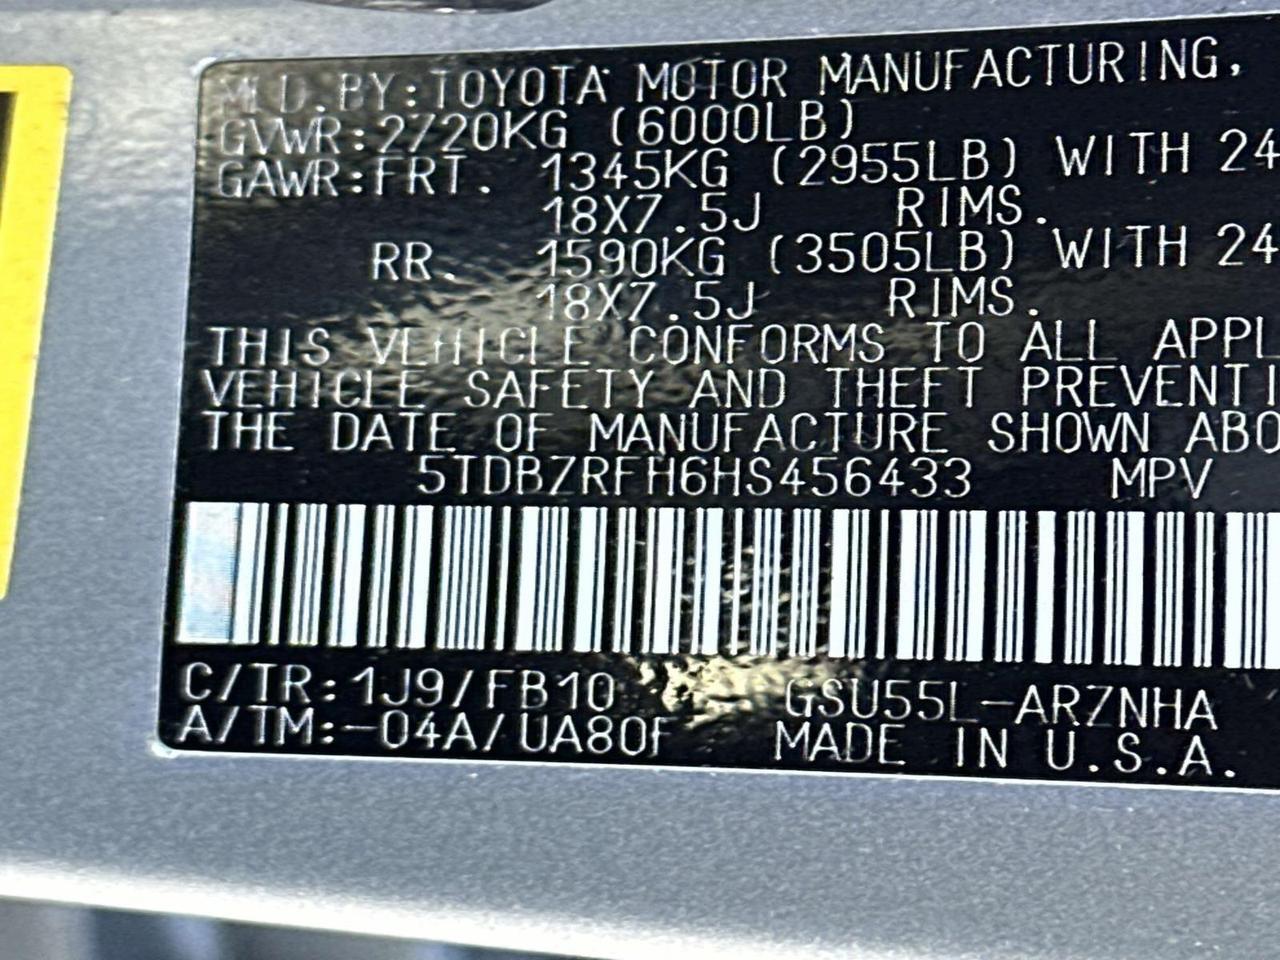 MFD. BY: TOYOTA MOTOR MANUFACTURING,
GVWR: 2720KG (6000LB)
GAWR: FRT. 1345KG (2955LB) WITH 24
18X7.5J RIMS.
RR. 1590KG (3505LB) WITH 24
18X7.5J RIMS.
THIS VEHICLE CONFORMS TO ALL APPL
VEHICLE SAFETY AND THEFT PREVENTI
THE DATE OF MANUFACTURE SHOWN ABO
5TDBZRFH6HS456433 MPV
C/TR: 1J9/FB10 GSU55L-ARZNHA
A/TM: -04A/UA80F MADE IN U.S.A.